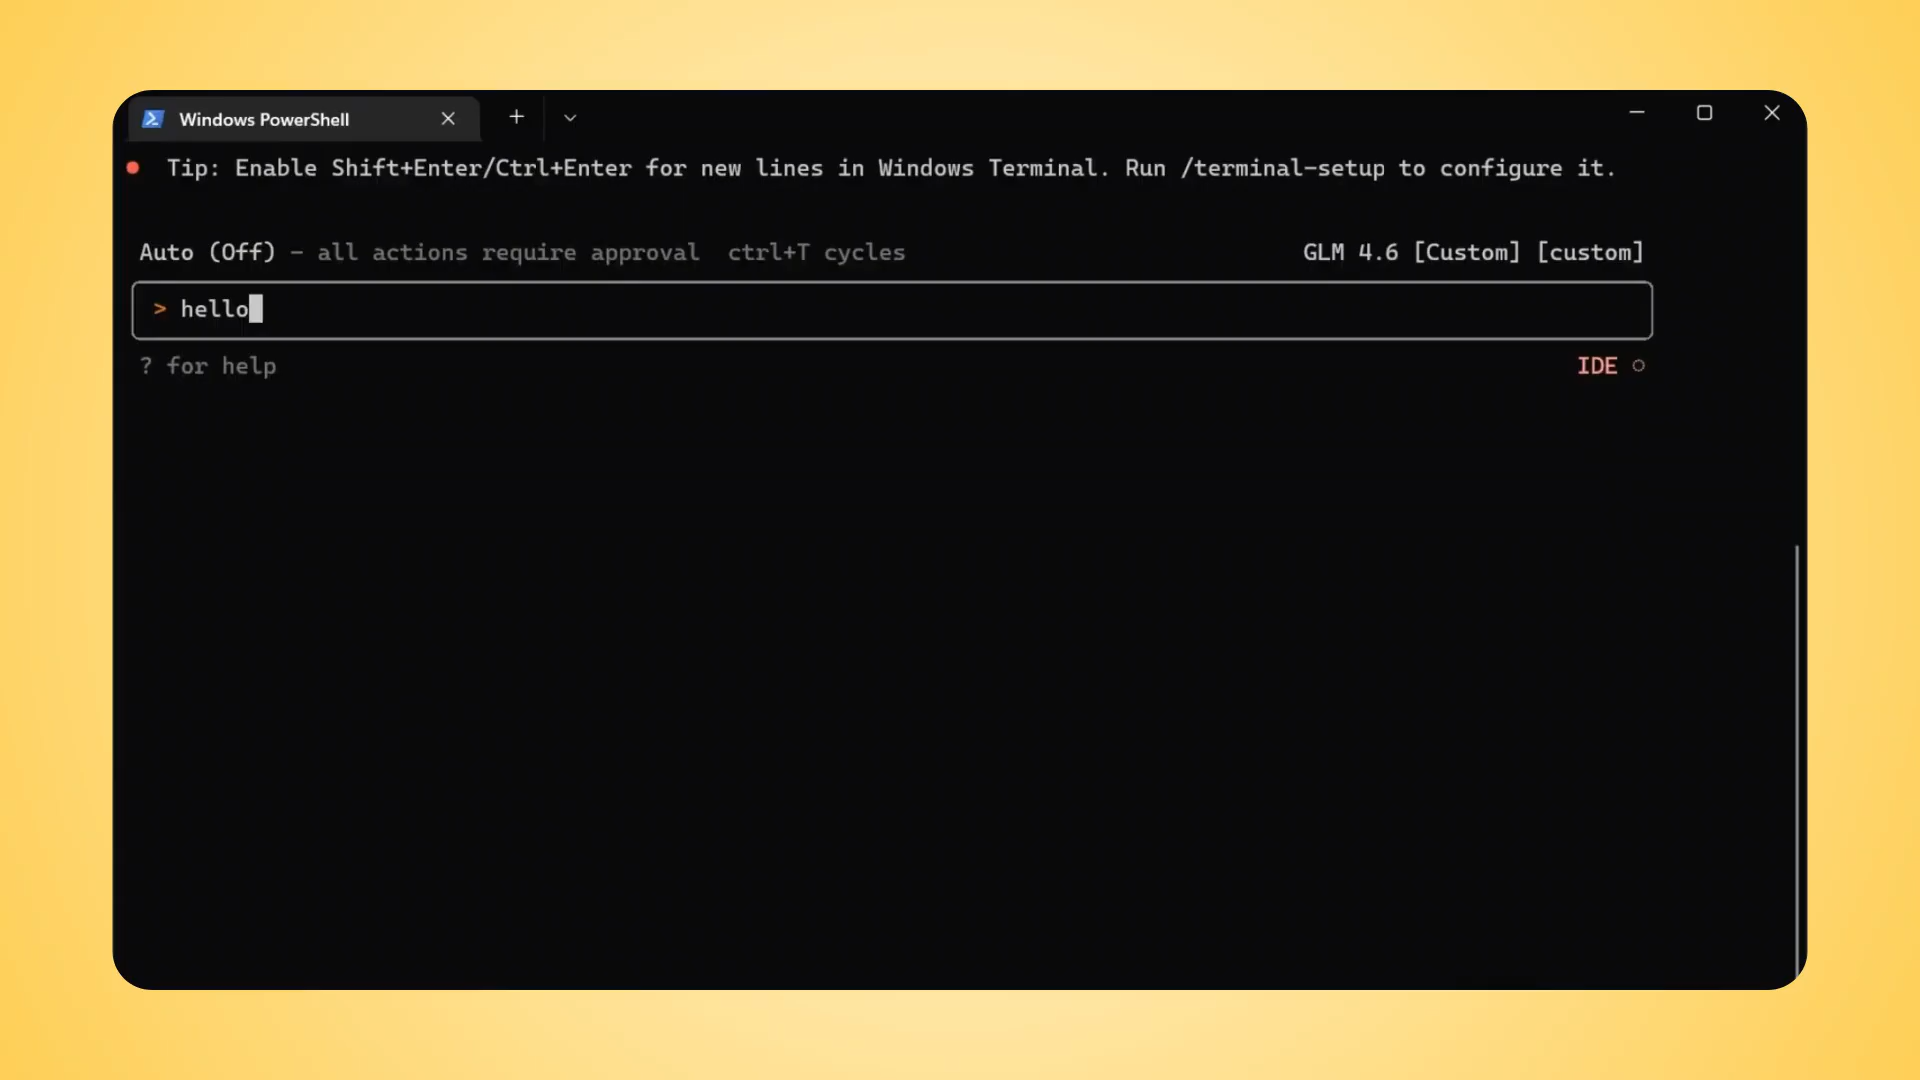 Windows PowerShell
Tip: Enable Shift+Enter/Ctrl+Enter for new lines in Windows Terminal. Run /terminal-setup to configure it.
Auto (Off) — all actions require approval ctrl+T cycles GLM 4.6 [Custom] [custom]
> hello
? for help IDE ○